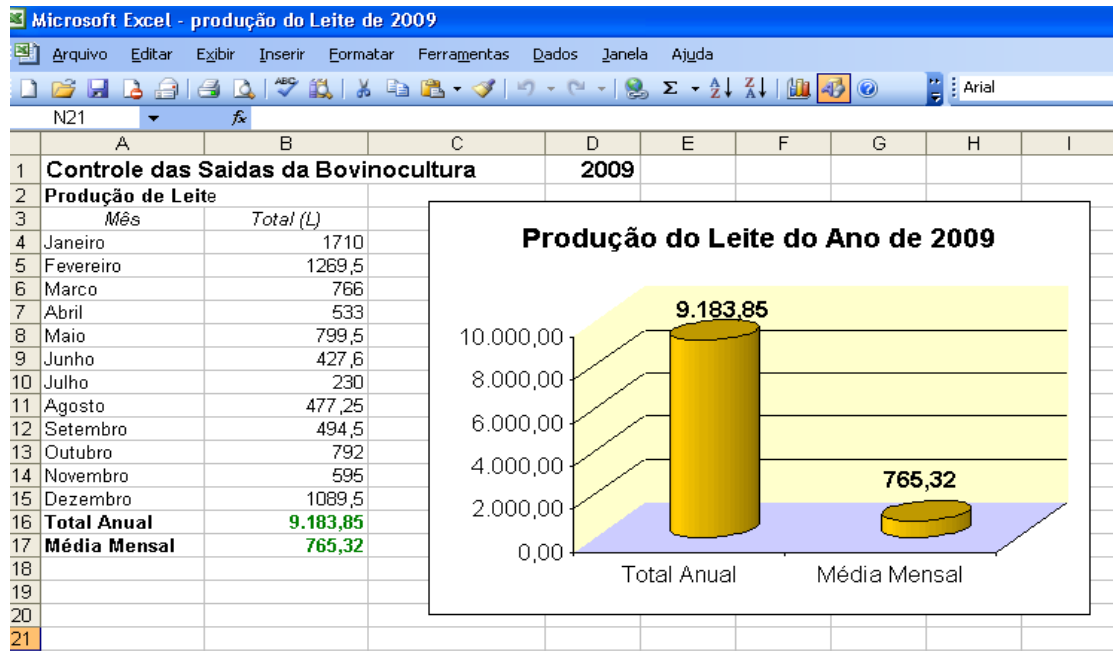 Microsoft Excel - produção do Leite de 2009
Arquivo Editar Exibir Inserir Formatar Ferramentas Dados Janela Ajuda
ABC Σ A Z Z A Arial
N21 fx
A B C D E F G H I
1 Controle das Saidas da Bovinocultura 2009
2 Produção de Leite
3 Mês Total (L)
4 Janeiro 1710
5 Fevereiro 1269,5
6 Marco 766
7 Abril 533
8 Maio 799,5
9 Junho 427,6
10 Julho 230
11 Agosto 477,25
12 Setembro 494,5
13 Outubro 792
14 Novembro 595
15 Dezembro 1089,5
16 Total Anual 9.183,85
17 Média Mensal 765,32
18
19
20
21
Produção do Leite do Ano de 2009
9.183,85
10.000,00
8.000,00
6.000,00
4.000,00
765,32
2.000,00
0,00
Total Anual Média Mensal